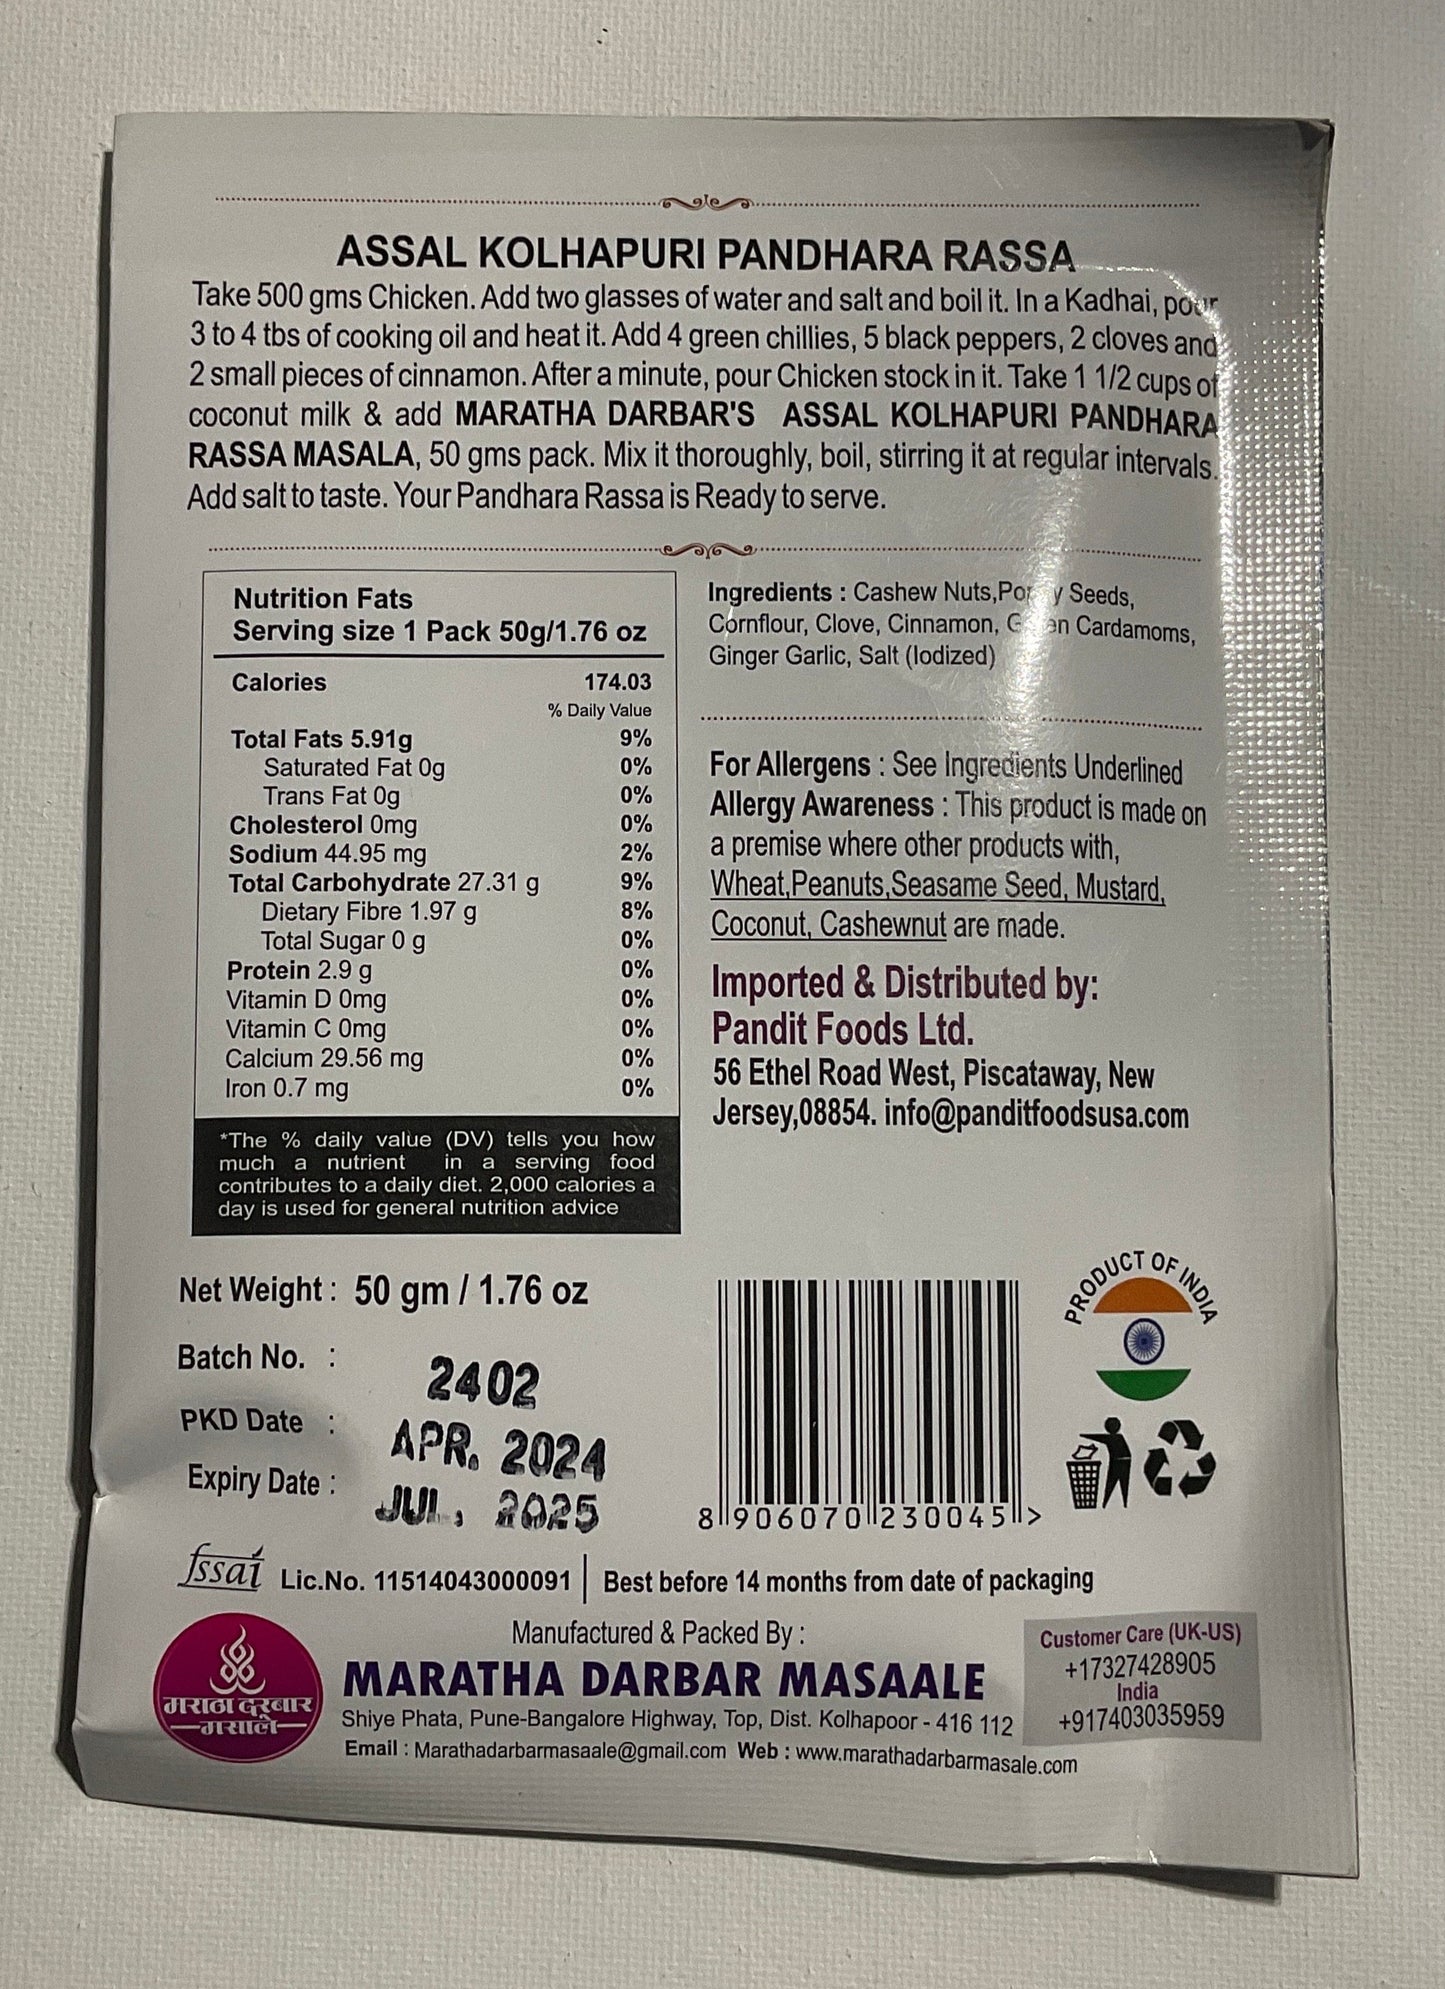 ASSAL KOLHAPURI PANDHARA RASSA
Take 500 gms Chicken. Add two glasses of water and salt and boil it. In a Kadhai, pour
3 to 4 tbs of cooking oil and heat it. Add 4 green chillies, 5 black peppers, 2 cloves and
2 small pieces of cinnamon. After a minute, pour Chicken stock in it. Take 1 1/2 cups of
coconut milk & add MARATHA DARBAR'S ASSAL KOLHAPURI PANDHARA
RASSA MASALA, 50 gms pack. Mix it thoroughly, boil, stirring it at regular intervals.
Add salt to taste. Your Pandhara Rassa is Ready to serve.
Nutrition Fats
Serving size 1 Pack 50g/1.76 oz
Calories 174.03
% Daily Value
Total Fats 5.91g 9%
Saturated Fat 0g 0%
Trans Fat 0g 0%
Cholesterol 0mg 0%
Sodium 44.95 mg 2%
Total Carbohydrate 27.31 g 9%
Dietary Fibre 1.97 g 8%
Total Sugar 0 g 0%
Protein 2.9 g 0%
Vitamin D 0mg 0%
Vitamin C 0mg 0%
Calcium 29.56 mg 0%
Iron 0.7 mg 0%
*The % daily value (DV) tells you how
much a nutrient in a serving food
contributes to a daily diet. 2,000 calories a
day is used for general nutrition advice
Ingredients : Cashew Nuts, Seeds,
Cornflour, Clove, Cinnamon, Cardamoms,
Ginger Garlic, Salt (Iodized)
For Allergens : See Ingredients Underlined
Allergy Awareness : This product is made on
a premise where other products with,
Wheat,Peanuts,Seasame Seed, Mustard,
Coconut, Cashewnut are made.
Imported & Distributed by:
Pandit Foods Ltd.
56 Ethel Road West, Piscataway, New
Jersey,08854. info@panditfoodsusa.com
Net Weight : 50 gm / 1.76 oz
Batch No. : 2402
PKD Date : APR. 2024
Expiry Date : JUL, 2025
8 906070 230045 >
PRODUCT OF INDIA
fssai Lic.No. 11514043000091 | Best before 14 months from date of packaging
मराठा दरबार
मसाले
Manufactured & Packed By :
MARATHA DARBAR MASAALE
Shiye Phata, Pune-Bangalore Highway, Top, Dist. Kolhapoor - 416 112
Email : Marathadarbarmasaale@gmail.com Web : www.marathadarbarmasale.com
Customer Care (UK-US)
+17327428905
India
+917403035959